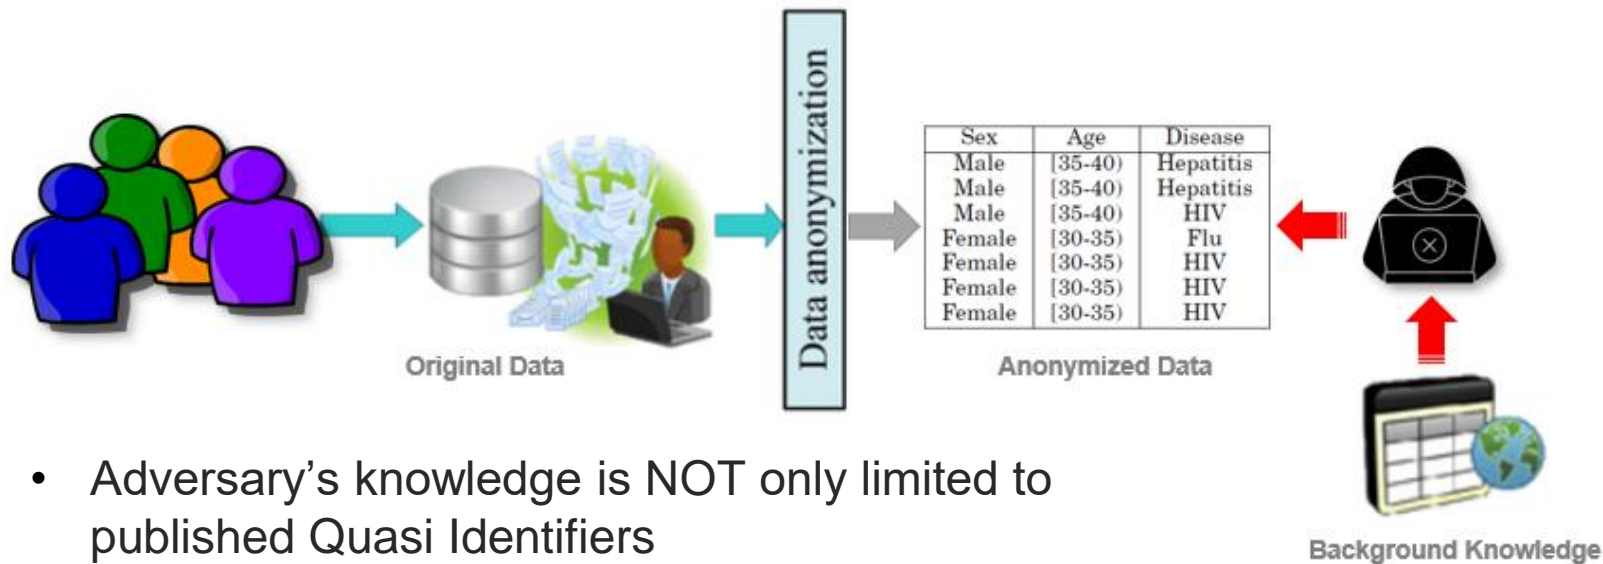 Data anonymization
Sex Age Disease
Male [35-40) Hepatitis
Male [35-40) Hepatitis
Male [35-40) HIV
Female [30-35) Flu
Female [30-35) HIV
Female [30-35) HIV
Female [30-35) HIV
Original Data
Anonymized Data
Background Knowledge
• Adversary’s knowledge is NOT only limited to
published Quasi Identifiers